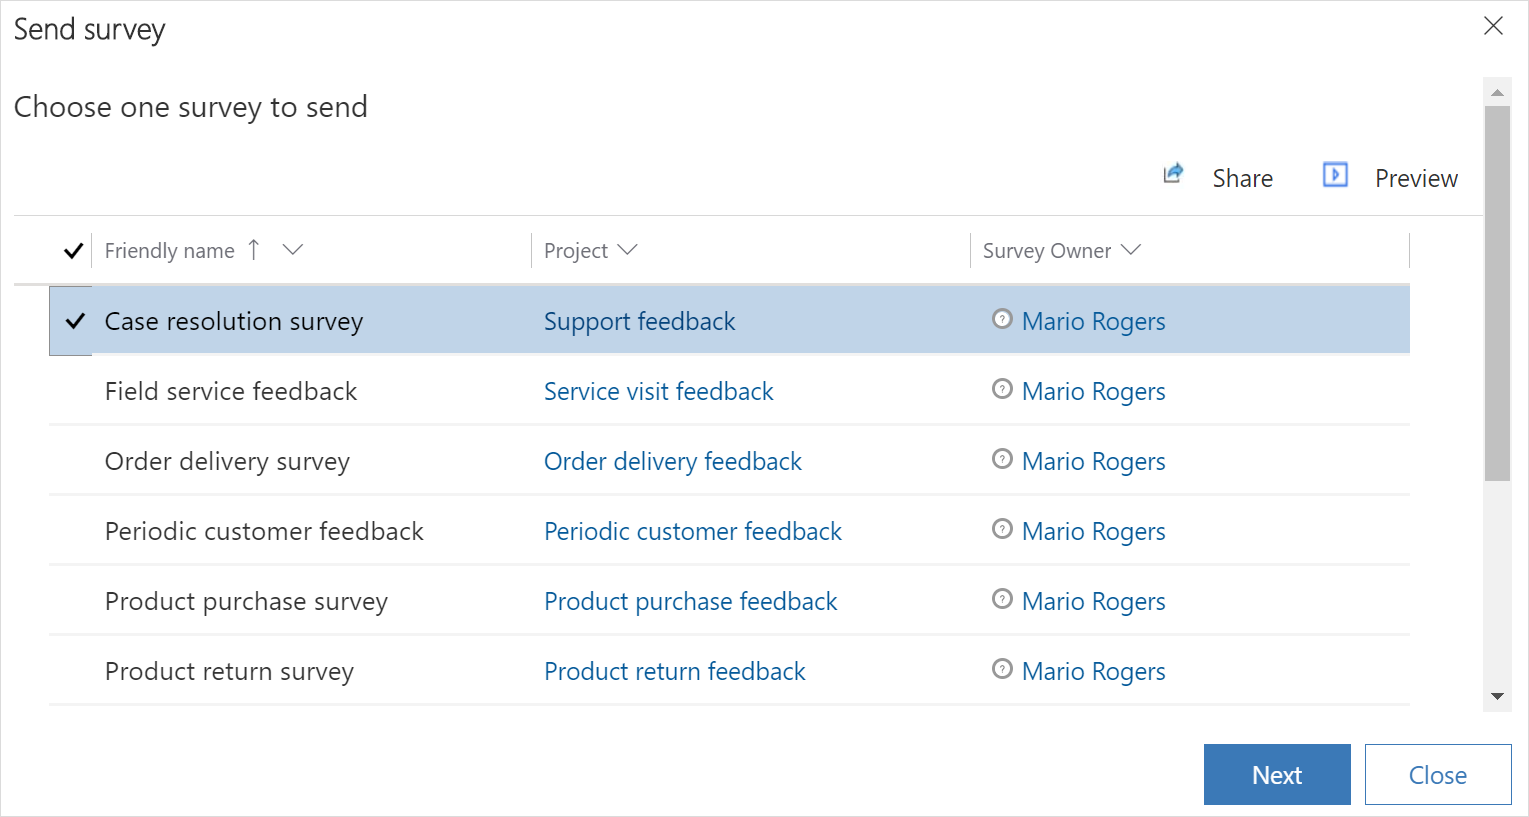 Send survey
Choose one survey to send
Share Preview
Friendly name Project Survey Owner
Case resolution survey Support feedback Mario Rogers
Field service feedback Service visit feedback Mario Rogers
Order delivery survey Order delivery feedback Mario Rogers
Periodic customer feedback Periodic customer feedback Mario Rogers
Product purchase survey Product purchase feedback Mario Rogers
Product return survey Product return feedback Mario Rogers
Next Close